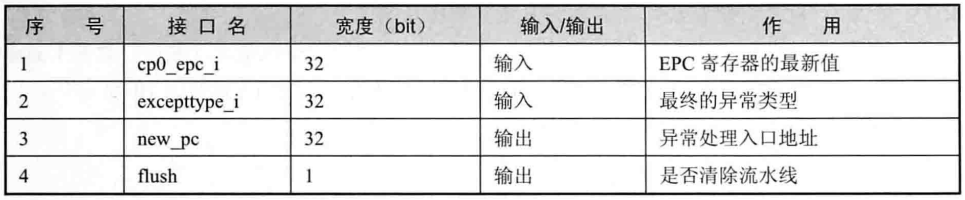 序 号 接 口 名 宽度（bit） 输入/输出 作 用
1 cp0_epc_i 32 输入 EPC 寄存器的最新值
2 excepttype_i 32 输入 最终的异常类型
3 new_pc 32 输出 异常处理入口地址
4 flush 1 输出 是否清除流水线